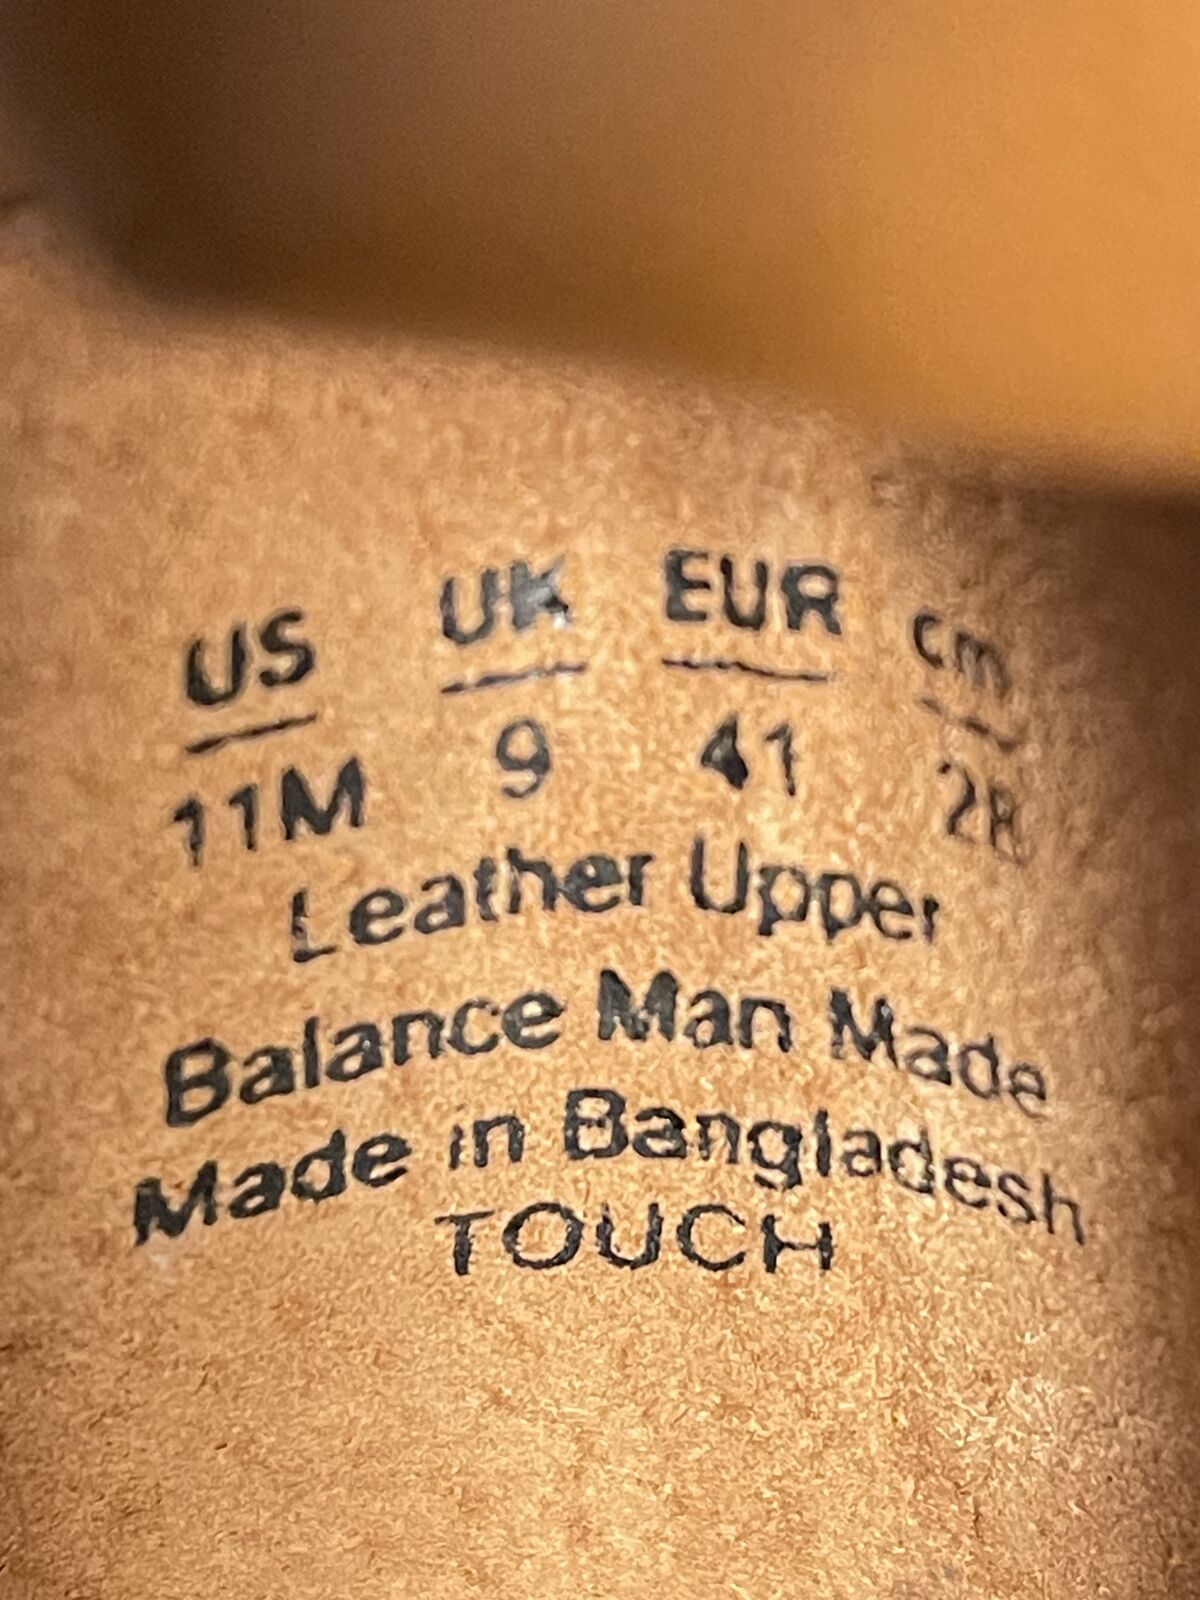 US UK EUR cm
11M 9 41 28
Leather Upper
Balance Man Made
Made in Bangladesh
TOUCH